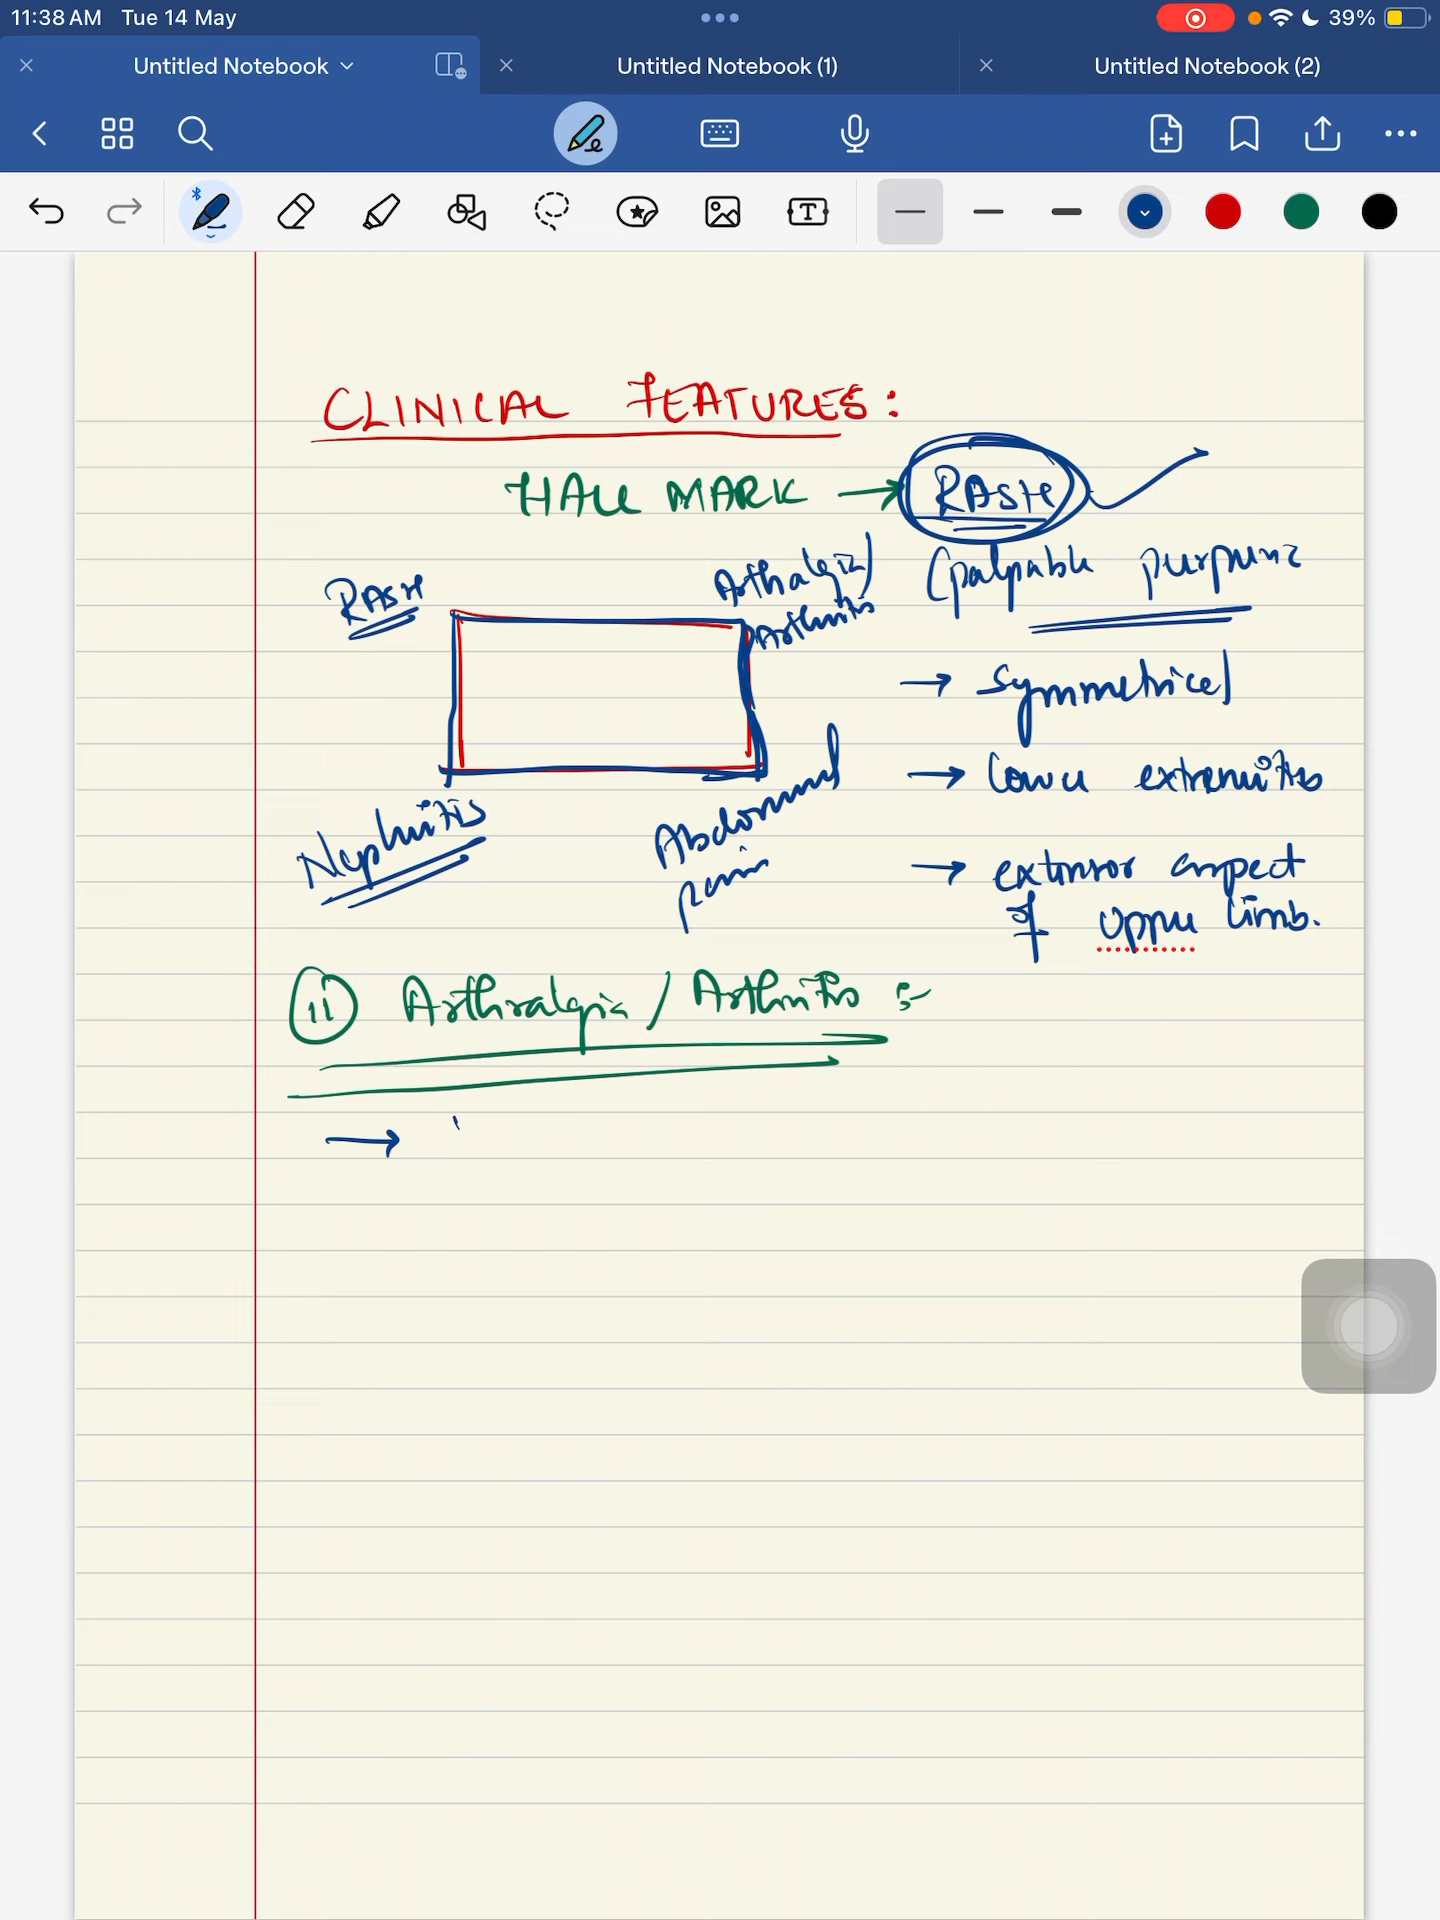 11:38 AM Tue 14 May
39%
Untitled Notebook
Untitled Notebook (1)
Untitled Notebook (2)
CLINICAL FEATURES:
HALL MARK → RASH
(palpable purpura
RASH
Arthalgia/
Arthritis
→ Symmetrical
→ lower extremities
Nephritis
Abdominal
pain
→ extensor aspect
of Upper limb.
ii Arthralgia / Arthritis :-
→